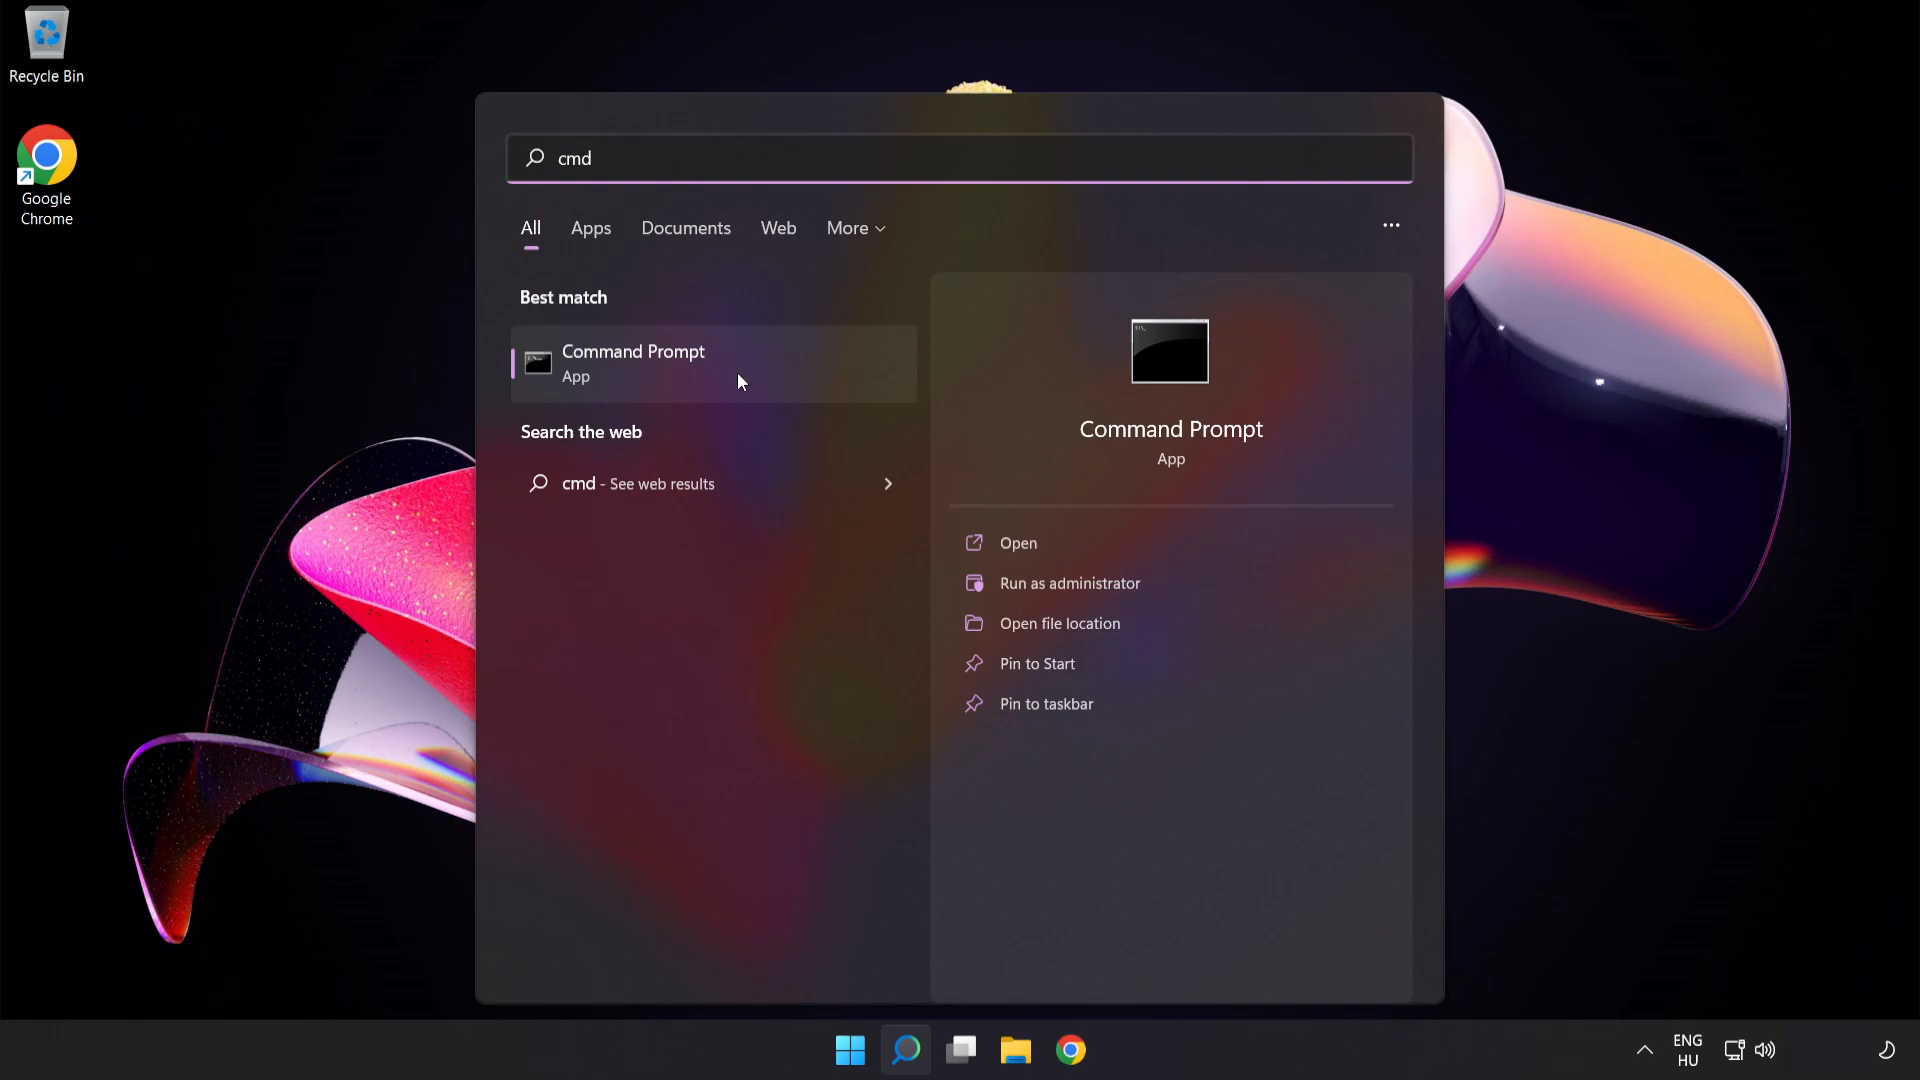 Recycle Bin
Google
Chrome
cmd
All Apps Documents Web More
Best match
Command Prompt
App
Search the web
cmd - See web results
Command Prompt
App
Open
Run as administrator
Open file location
Pin to Start
Pin to taskbar
ENG
HU